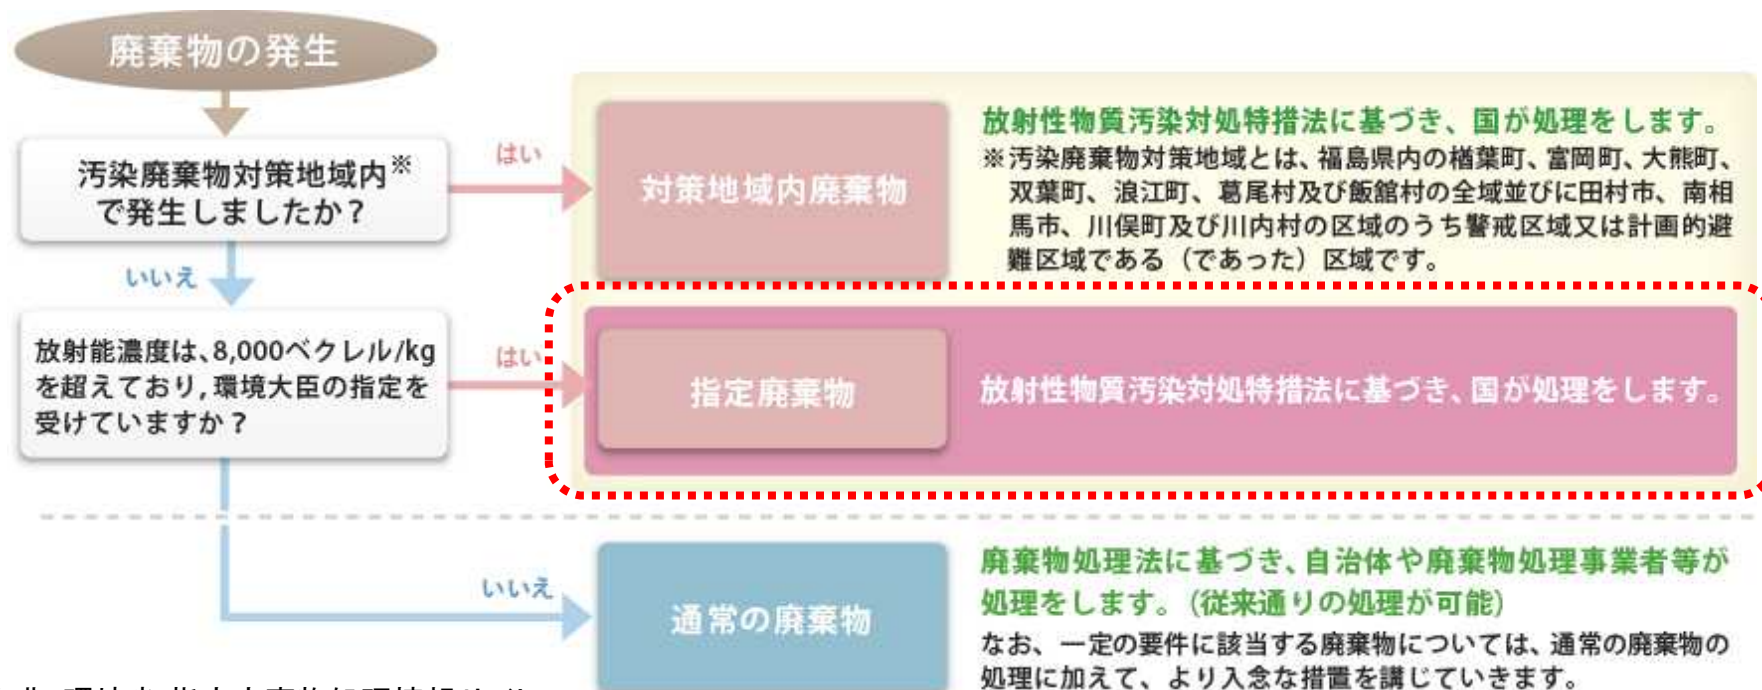 廃棄物の発生
汚染廃棄物対策地域内※
で発生しましたか？
はい
対策地域内廃棄物
放射性物質汚染対処特措法に基づき、国が処理をします。
※汚染廃棄物対策地域とは、福島県内の楢葉町、富岡町、大熊町、
双葉町、浪江町、葛尾村及び飯舘村の全域並びに田村市、南相
馬市、川俣町及び川内村の区域のうち警戒区域又は計画的避
難区域である（であった）区域です。
いいえ
放射能濃度は、8,000ベクレル/kg
を超えており,環境大臣の指定を
受けていますか？
はい
指定廃棄物
放射性物質汚染対処特措法に基づき、国が処理をします。
いいえ
通常の廃棄物
廃棄物処理法に基づき、自治体や廃棄物処理事業者等が
処理をします。(従来通りの処理が可能)
なお、一定の要件に該当する廃棄物については、通常の廃棄物の
処理に加えて、より入念な措置を講じていきます。